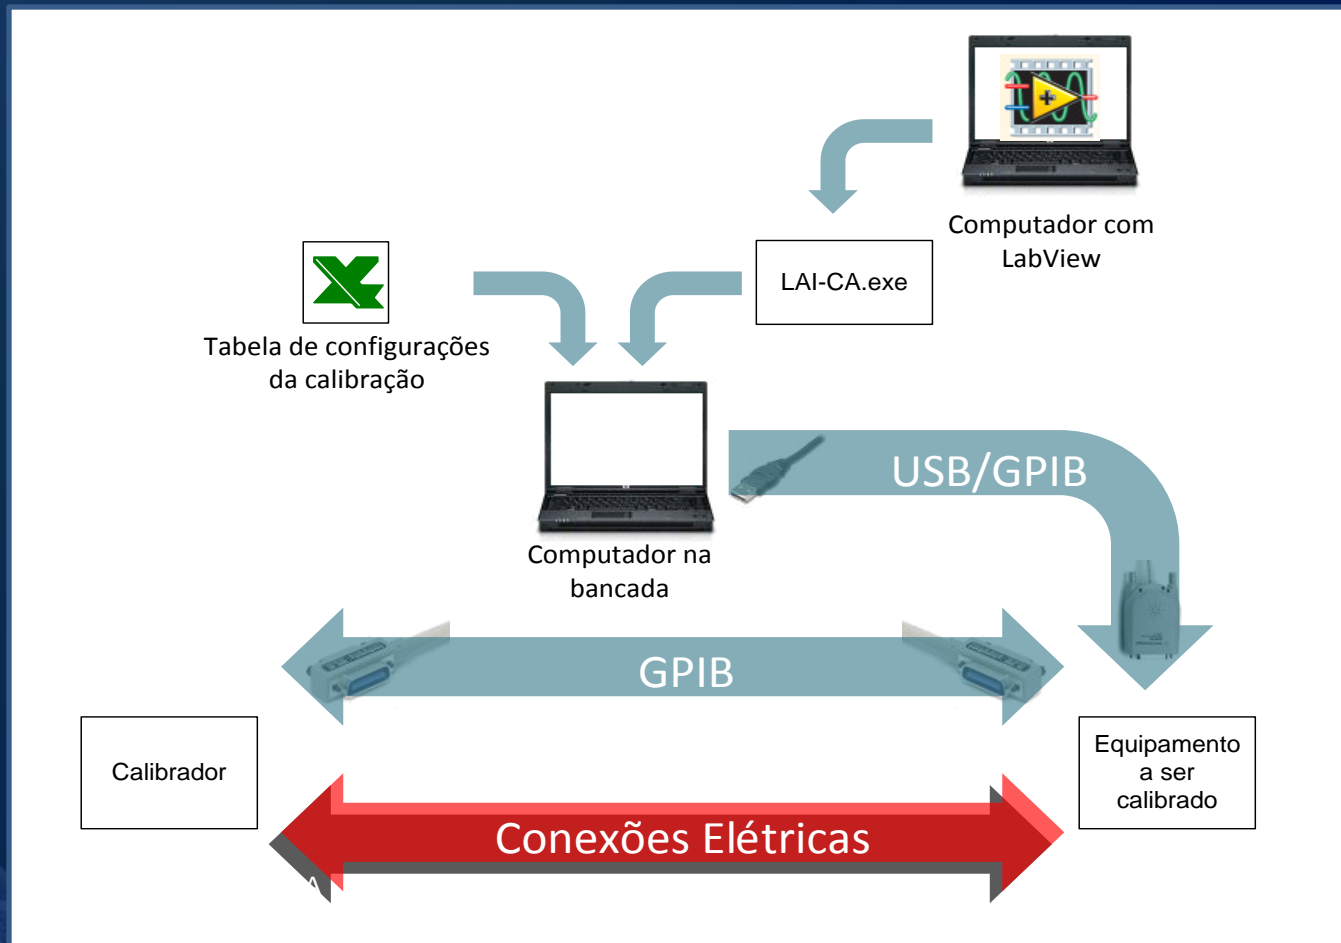 Computador com
LabView
LAI-CA.exe
Tabela de configurações
da calibração
Computador na
bancada
USB/GPIB
GPIB
Calibrador
Equipamento
a ser
calibrado
Conexões Elétricas
A